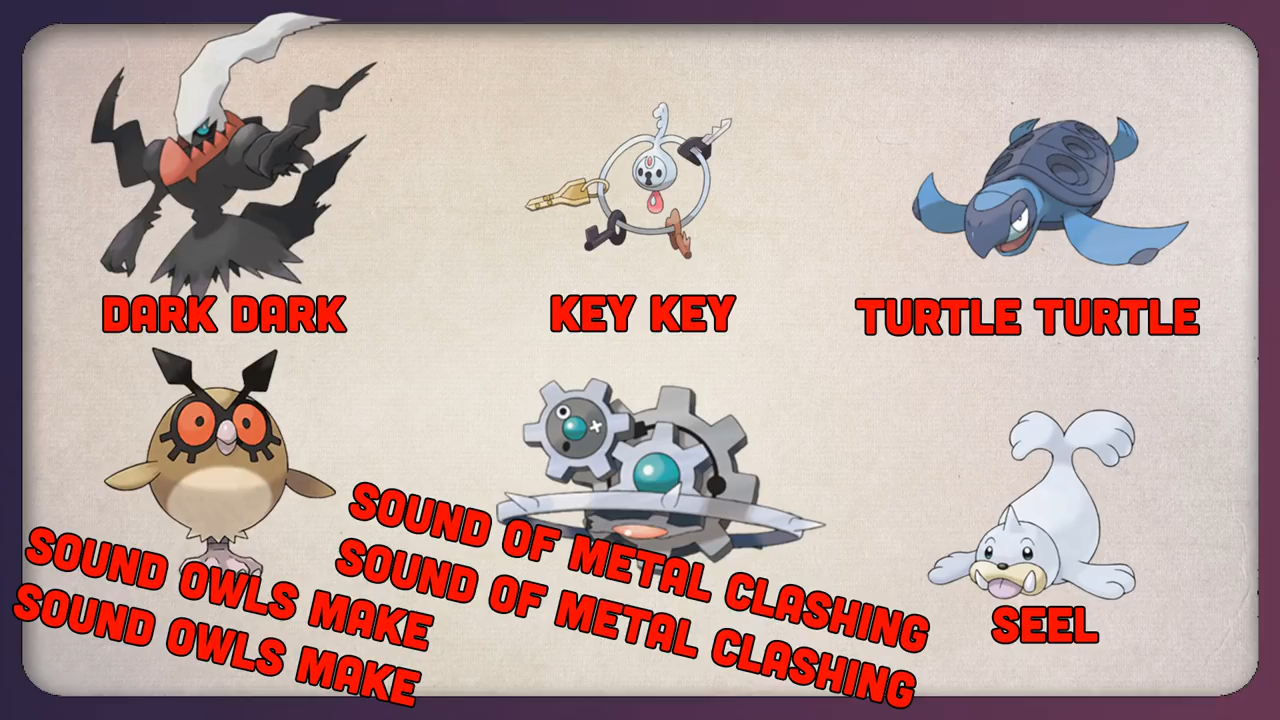 DARK DARK
KEY KEY
TURTLE TURTLE
SOUND OWLS MAKE
SOUND OWLS MAKE
SOUND OF METAL CLASHING
SOUND OF METAL CLASHING
SEEL